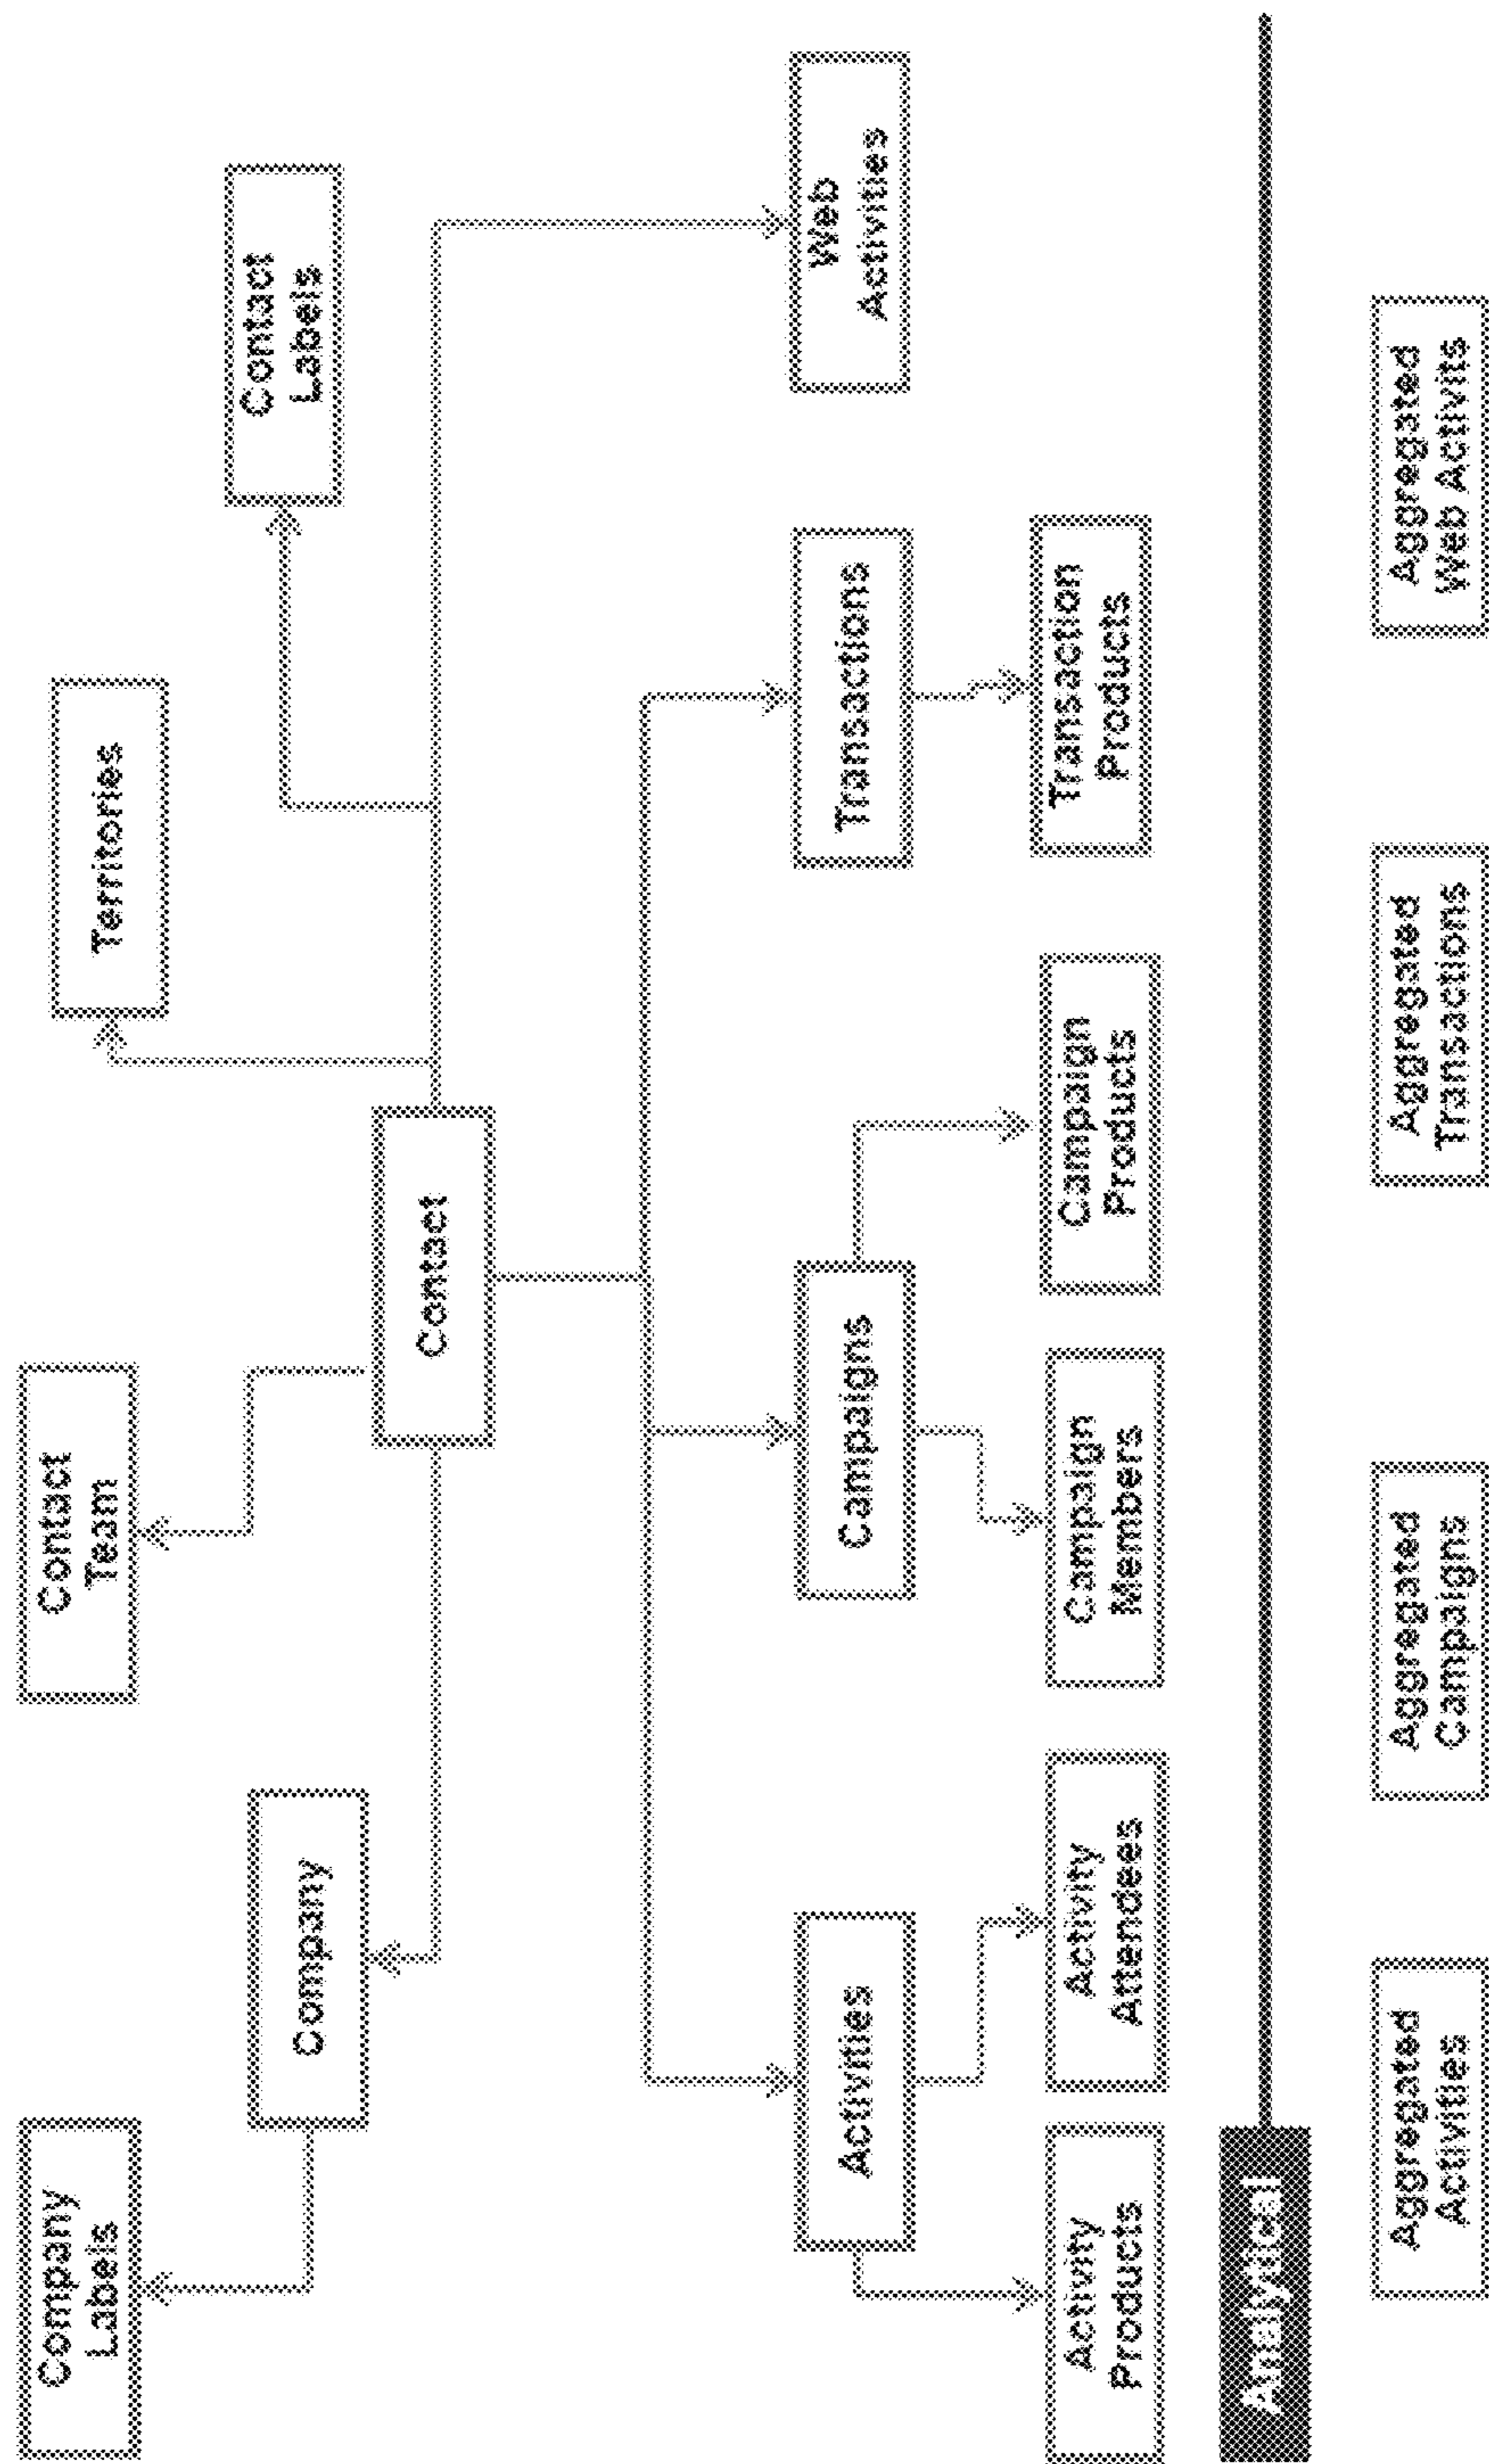 Company
Labels
Contact
Team
Territories
Company
Contact
Labels
Contact
Activities
Campaigns
Transactions
Web
Activities
Activity
Products
Activity
Attendees
Campaign
Members
Campaign
Products
Transaction
Products
Analytical
Aggregated
Activities
Aggregated
Campaigns
Aggregated
Transactions
Aggregated
Web Activits